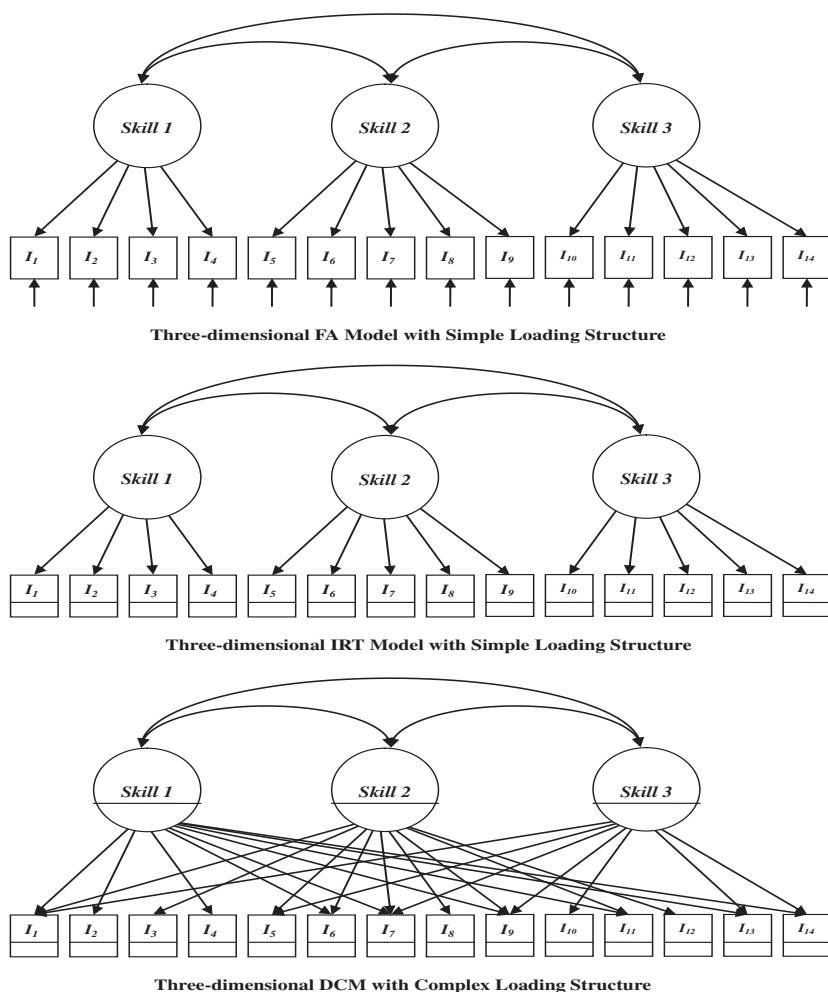 Skill 1 Skill 2 Skill 3
I1 I2 I3 I4 I5 I6 I7 I8 I9 I10 I11 I12 I13 I14
Three-dimensional FA Model with Simple Loading Structure
Skill 1 Skill 2 Skill 3
I1 I2 I3 I4 I5 I6 I7 I8 I9 I10 I11 I12 I13 I14
Three-dimensional IRT Model with Simple Loading Structure
Skill 1 Skill 2 Skill 3
I1 I2 I3 I4 I5 I6 I7 I8 I9 I10 I11 I12 I13 I14
Three-dimensional DCM with Complex Loading Structure